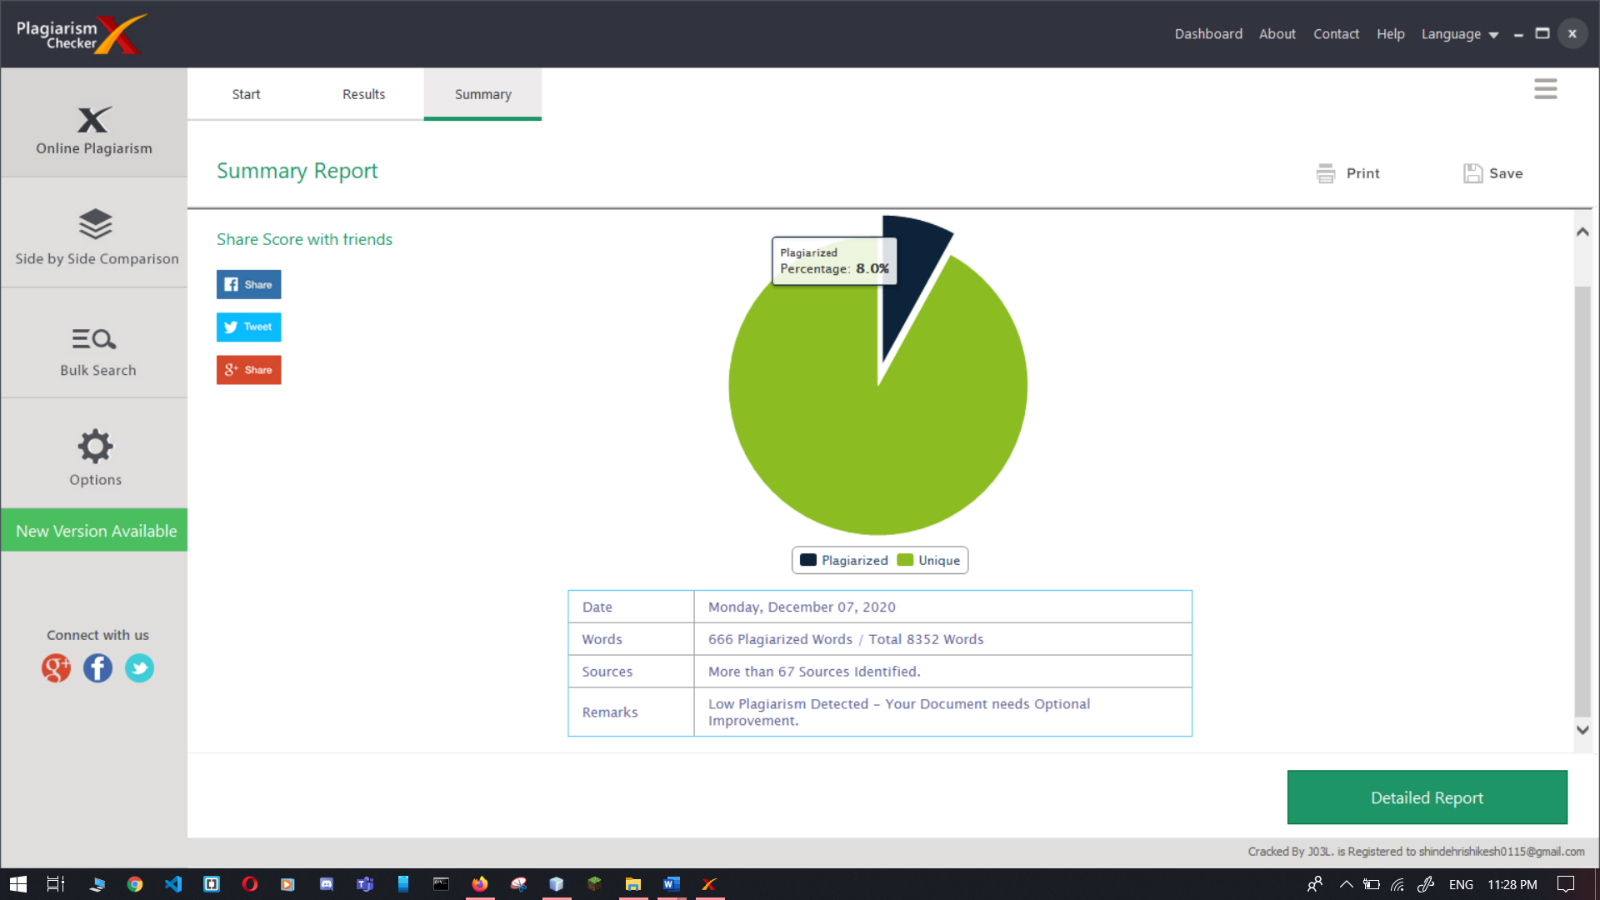 Plagiarism
Checker
Dashboard About Contact Help Language
Start Results Summary
Online Plagiarism
Side by Side Comparison
Bulk Search
Options
New Version Available
Connect with us
Summary Report
Print Save
Share Score with friends
Share
Tweet
Share
Plagiarized
Percentage: 8.0%
Plagiarized Unique
Date Monday, December 07, 2020
Words 666 Plagiarized Words / Total 8352 Words
Sources More than 67 Sources Identified.
Remarks Low Plagiarism Detected - Your Document needs Optional
Improvement.
Detailed Report
Cracked By J03L. is Registered to shindehrishikesh0115@gmail.com
ENG 11:28 PM